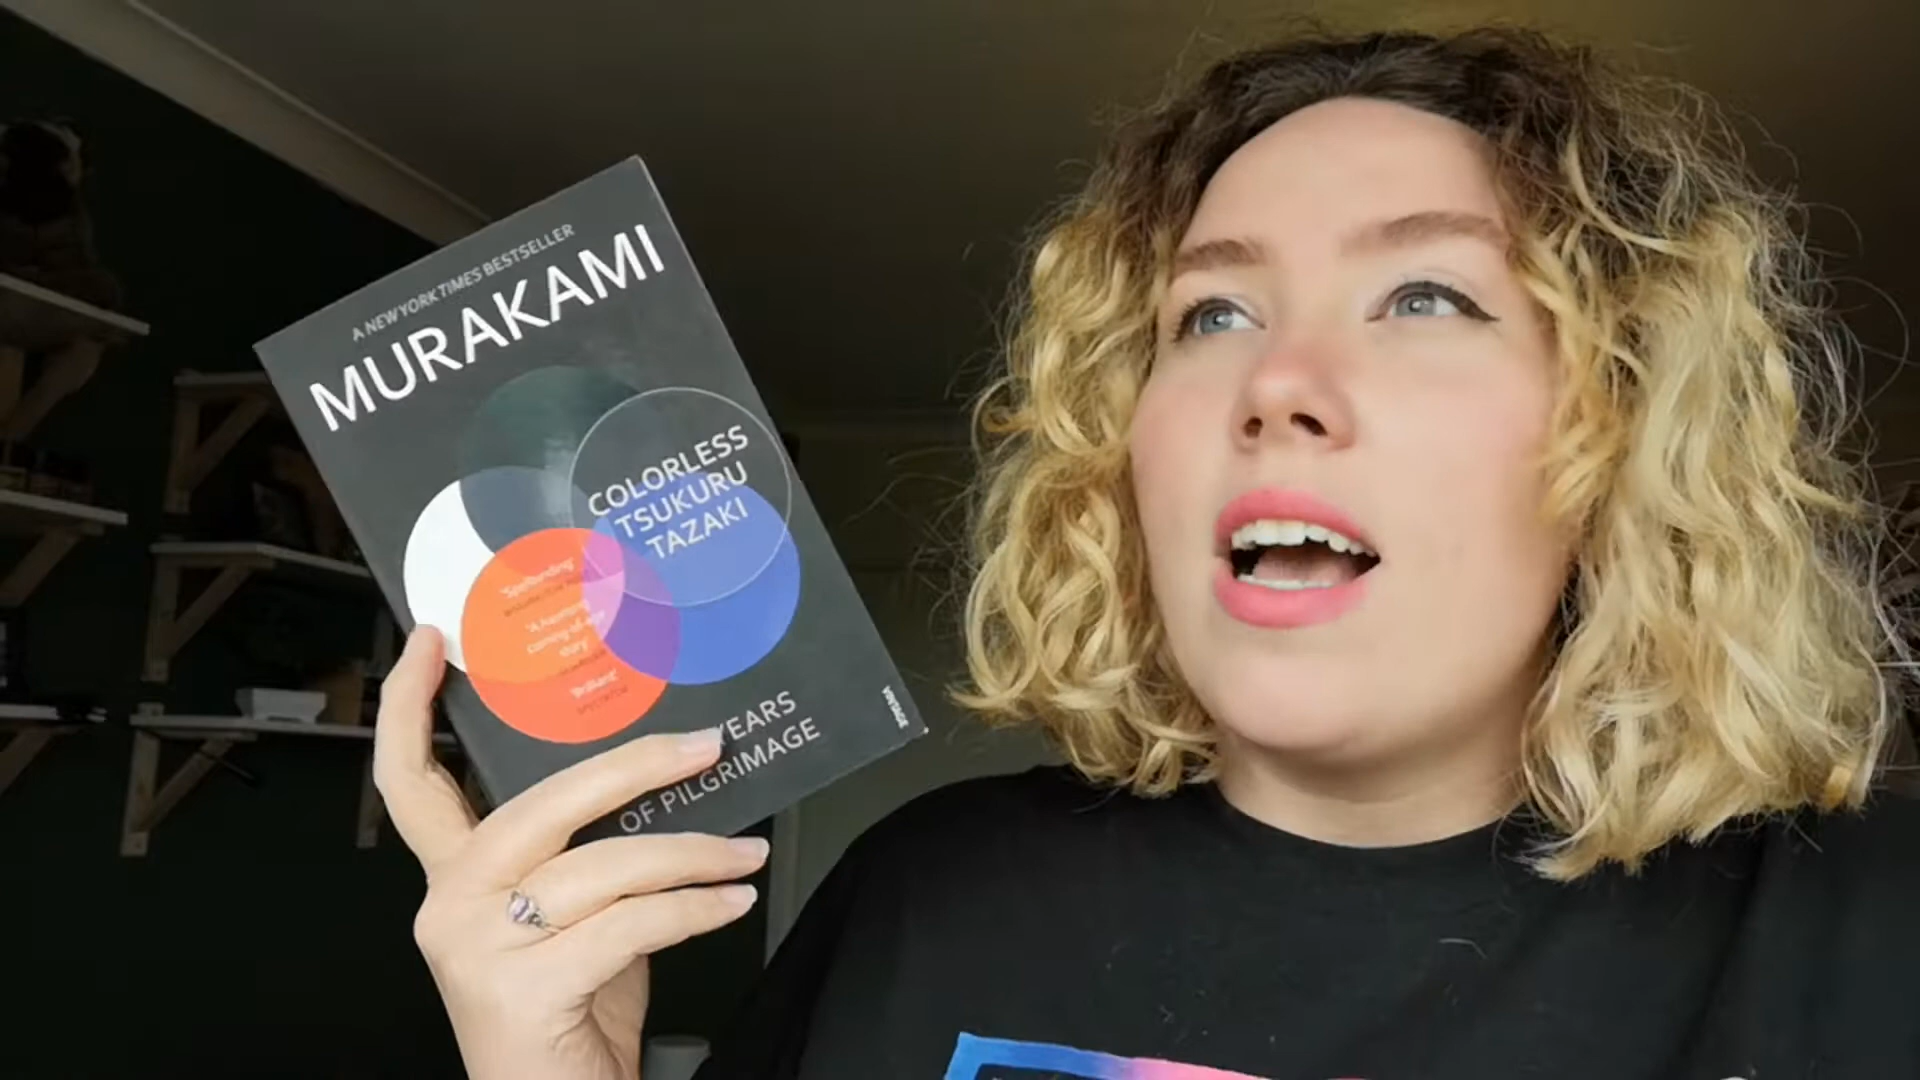 A NEW YORK TIMES BESTSELLER
MURAKAMI
COLORLESS
TSUKURU
TAZAKI
'Spellbinding'
'A haunting
coming-of-age
story'
'Brilliant'
SPECTATOR
YEARS
OF PILGRIMAGE
VINTAGE